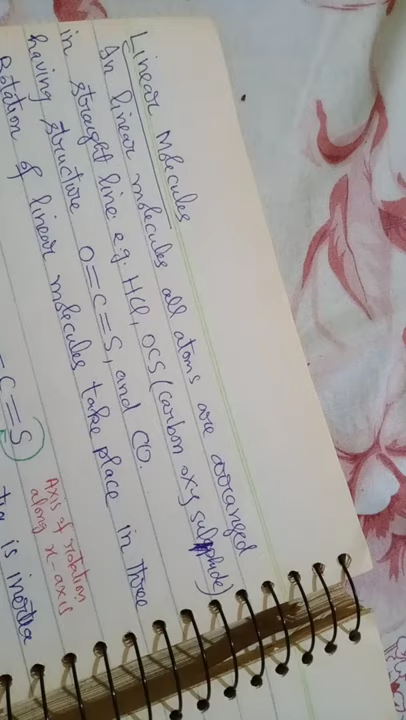 Linear Molecules
In linear molecules all atoms are arranged
in straight line e.g. HCl, OCS (carbon oxy sulphide)
having structure O=C=S, and CO.
Rotation of linear molecules take place in three
Axis of rotation
along x-axis
=C=S
is inertia